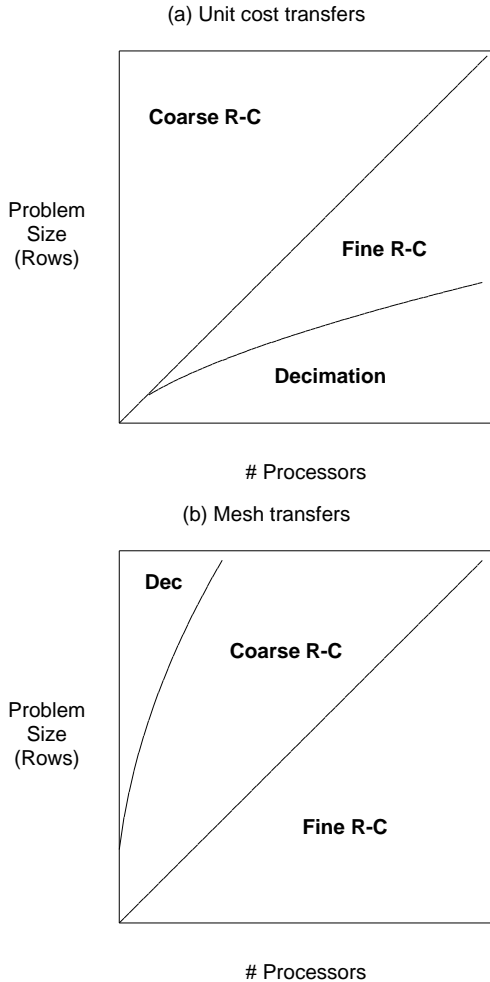 (a) Unit cost transfers
Coarse R-C
Problem
Size
(Rows)
Fine R-C
Decimation
# Processors
(b) Mesh transfers
Dec
Coarse R-C
Problem
Size
(Rows)
Fine R-C
# Processors